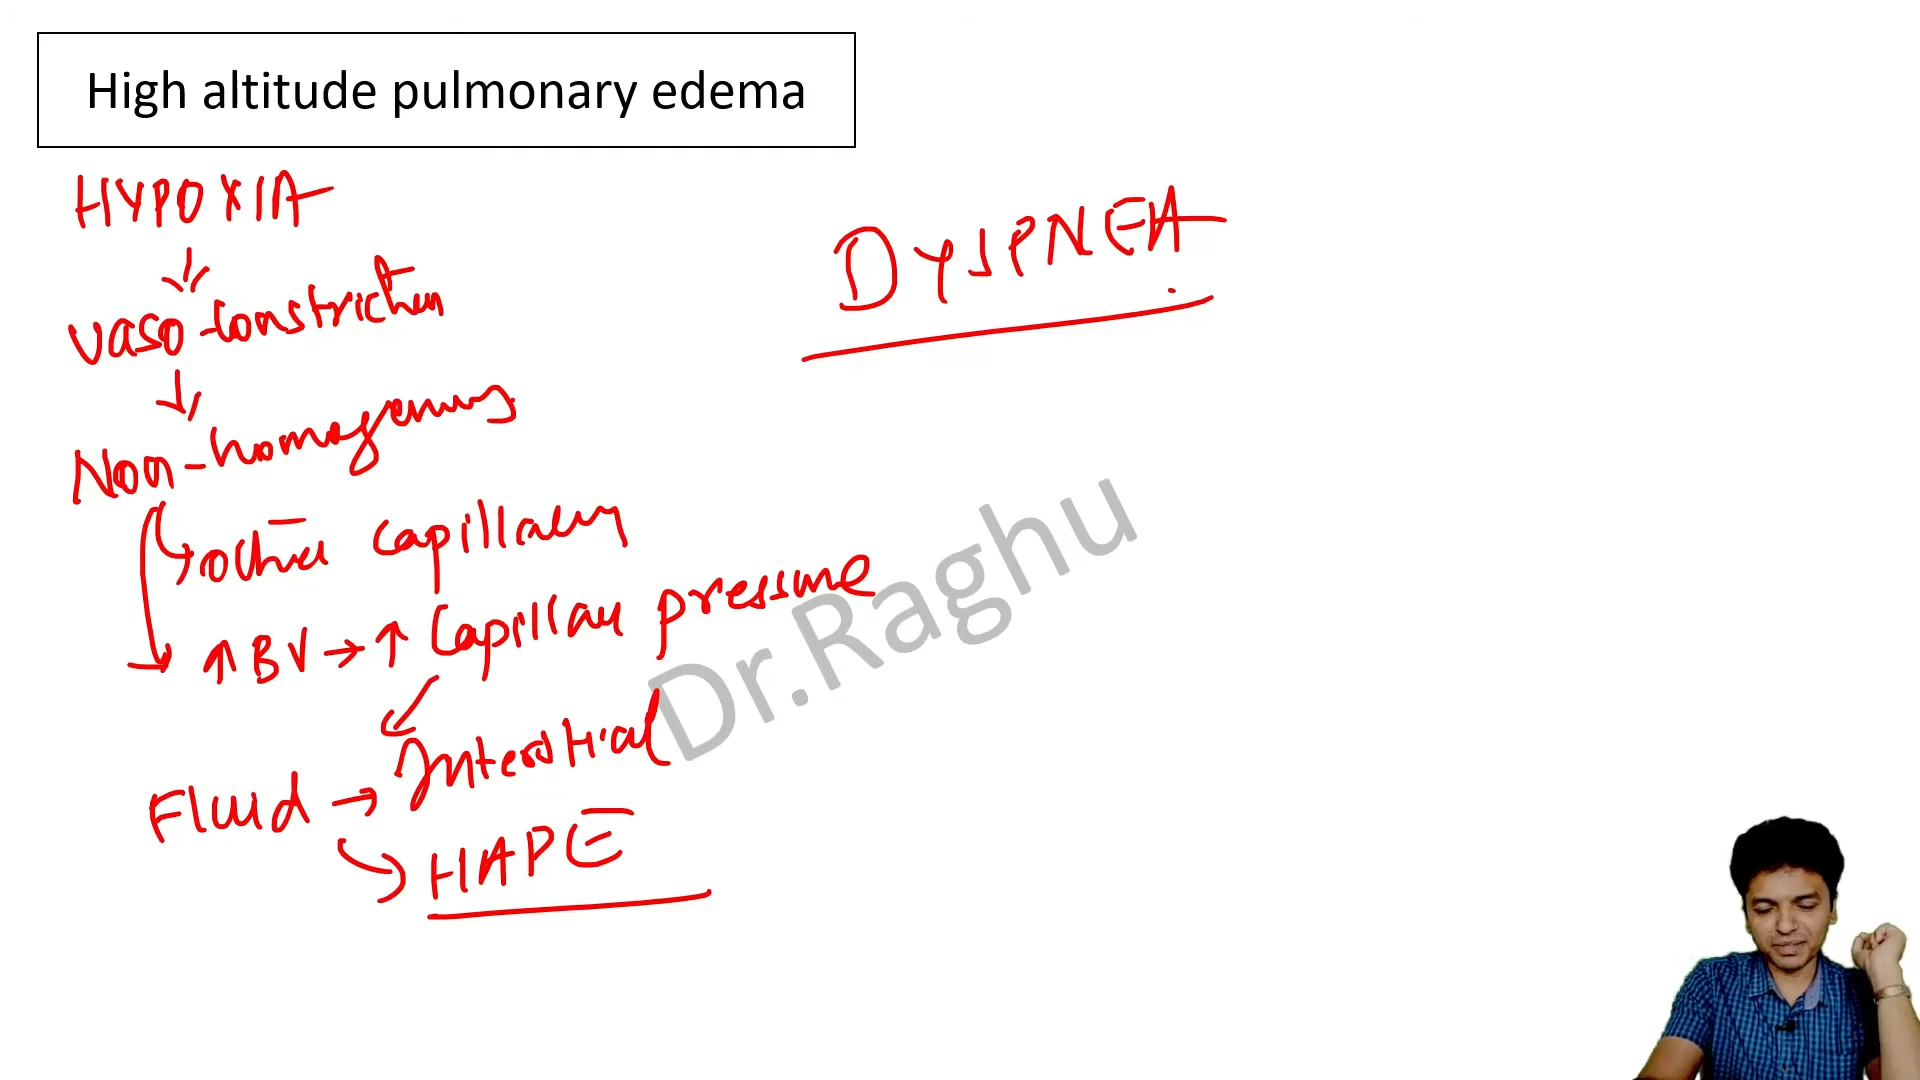 High altitude pulmonary edema
HYPOXIA
Vaso-constriction
Non-homogenous
other capillary
↑ BV → ↑ Capillary pressure
Fluid → Interstitial
HAPE
DYSPNEA
Dr.Raghu